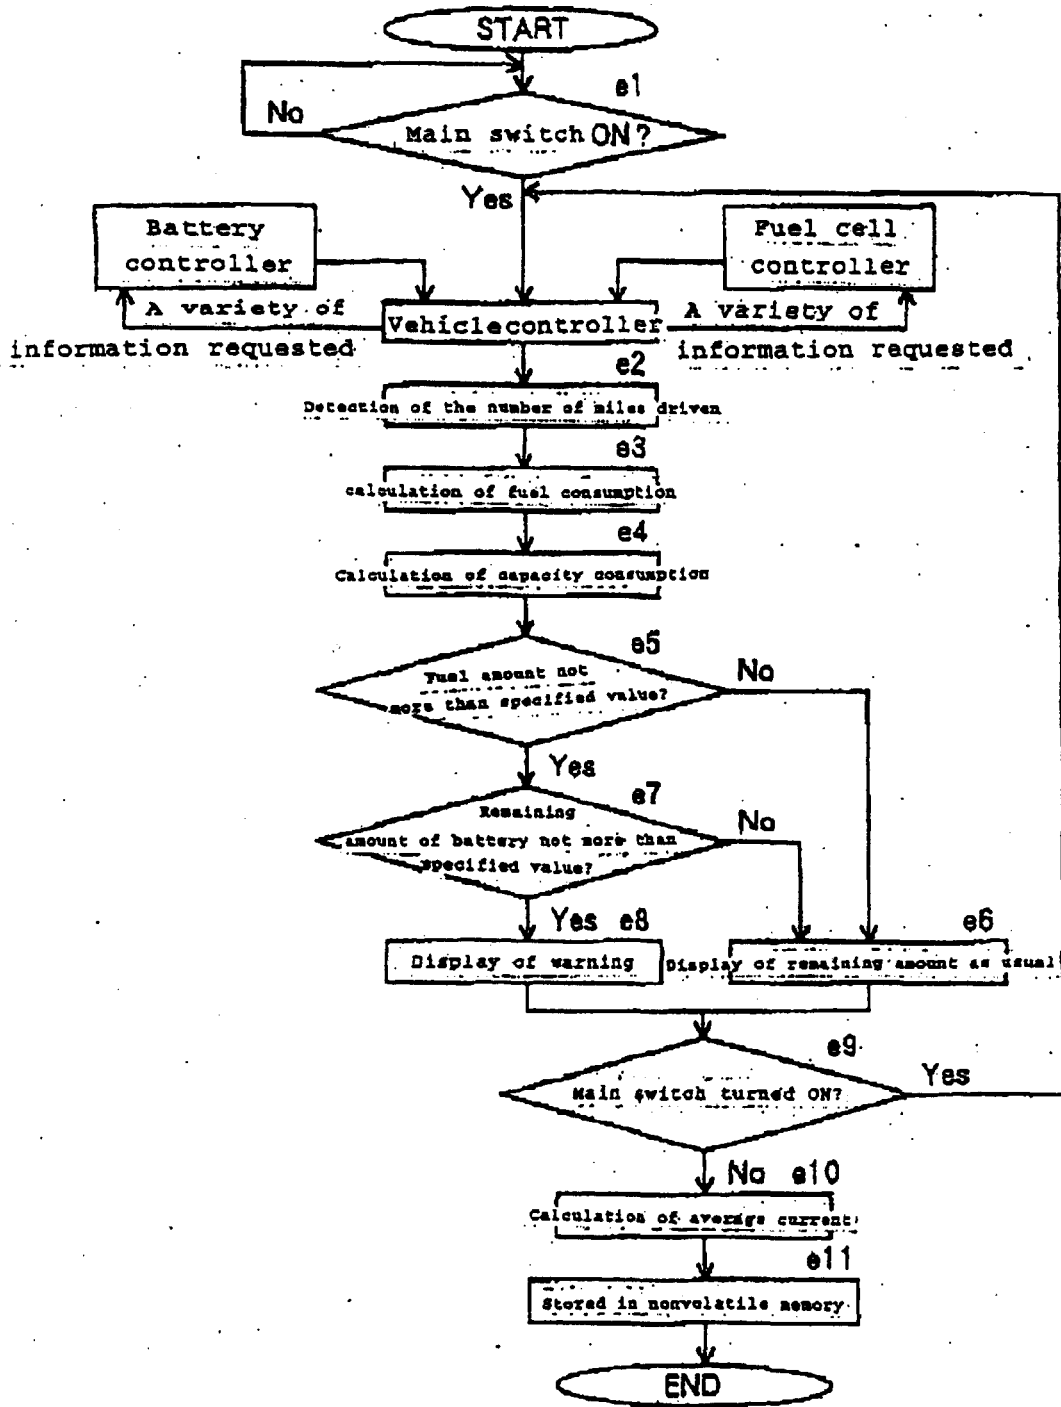 START
e1
No
Main switch ON?
Yes
Battery
controller
Fuel cell
controller
A variety of
information requested
Vehicle controller
A variety of
information requested
e2
Detection of the number of miles driven
e3
calculation of fuel consumption
e4
Calculation of capacity consumption
e5
Fuel amount not
more than specified value?
No
Yes
e7
Remaining
amount of battery not more than
specified value?
No
Yes e8
e6
Display of warning
Display of remaining amount as usual
e9
Main switch turned ON?
Yes
No e10
Calculation of average current
e11
Stored in nonvolatile memory
END